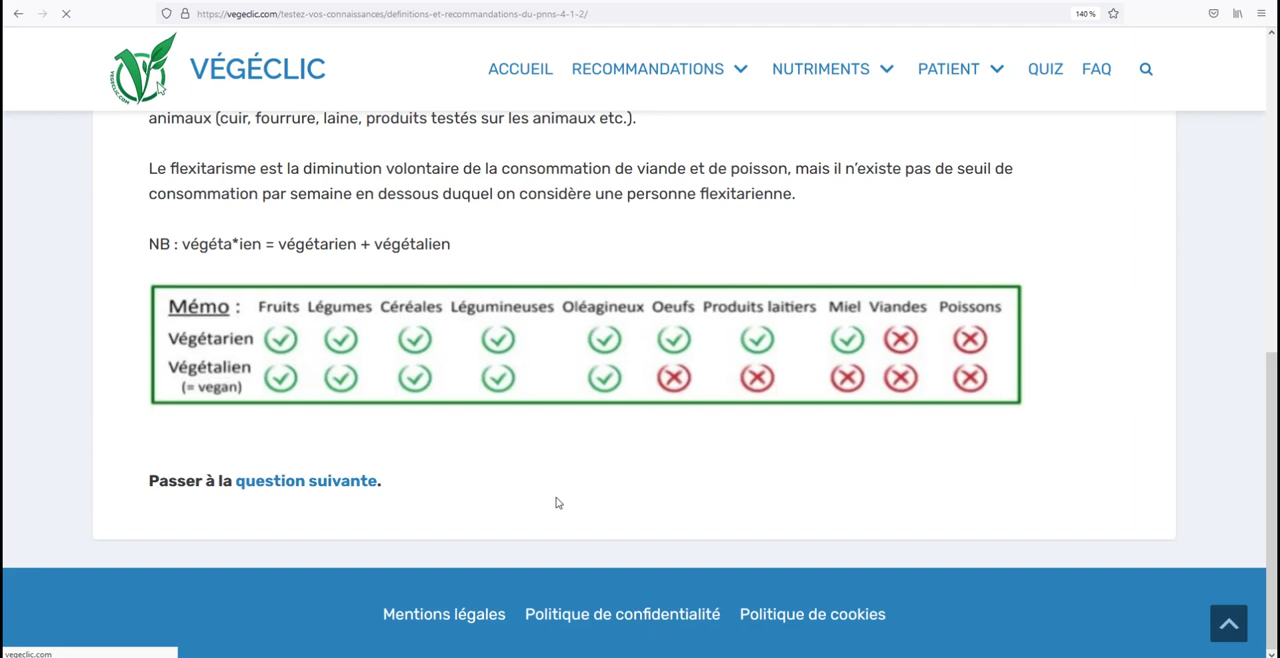 https://vegeclic.com/testez-vos-connaissances/definitions-et-recommandations-du-pnns-4-1-2/
140 %
VEGECLIC.COM
VÉGÉCLIC
ACCUEIL RECOMMANDATIONS NUTRIMENTS PATIENT QUIZ FAQ
animaux (cuir, fourrure, laine, produits testés sur les animaux etc.).
Le flexitarisme est la diminution volontaire de la consommation de viande et de poisson, mais il n’existe pas de seuil de
consommation par semaine en dessous duquel on considère une personne flexitarienne.
NB : végéta*ien = végétarien + végétalien
Mémo : Fruits Légumes Céréales Légumineuses Oléagineux Oeufs Produits laitiers Miel Viandes Poissons
Végétarien
Végétalien
(= vegan)
Passer à la question suivante.
Mentions légales Politique de confidentialité Politique de cookies
vegeclic.com